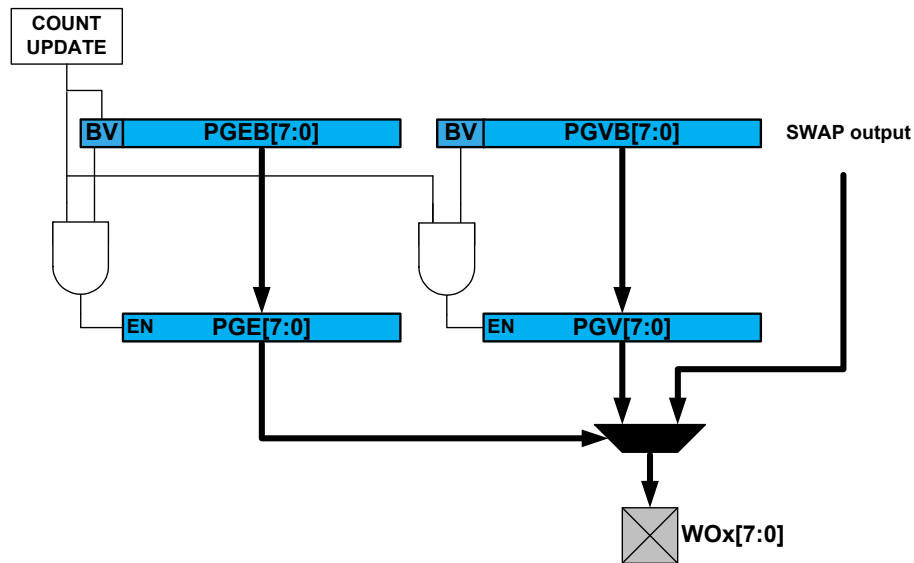 COUNT
UPDATE
BV PGEB[7:0]
BV PGVB[7:0]
SWAP output
EN PGE[7:0]
EN PGV[7:0]
WOx[7:0]